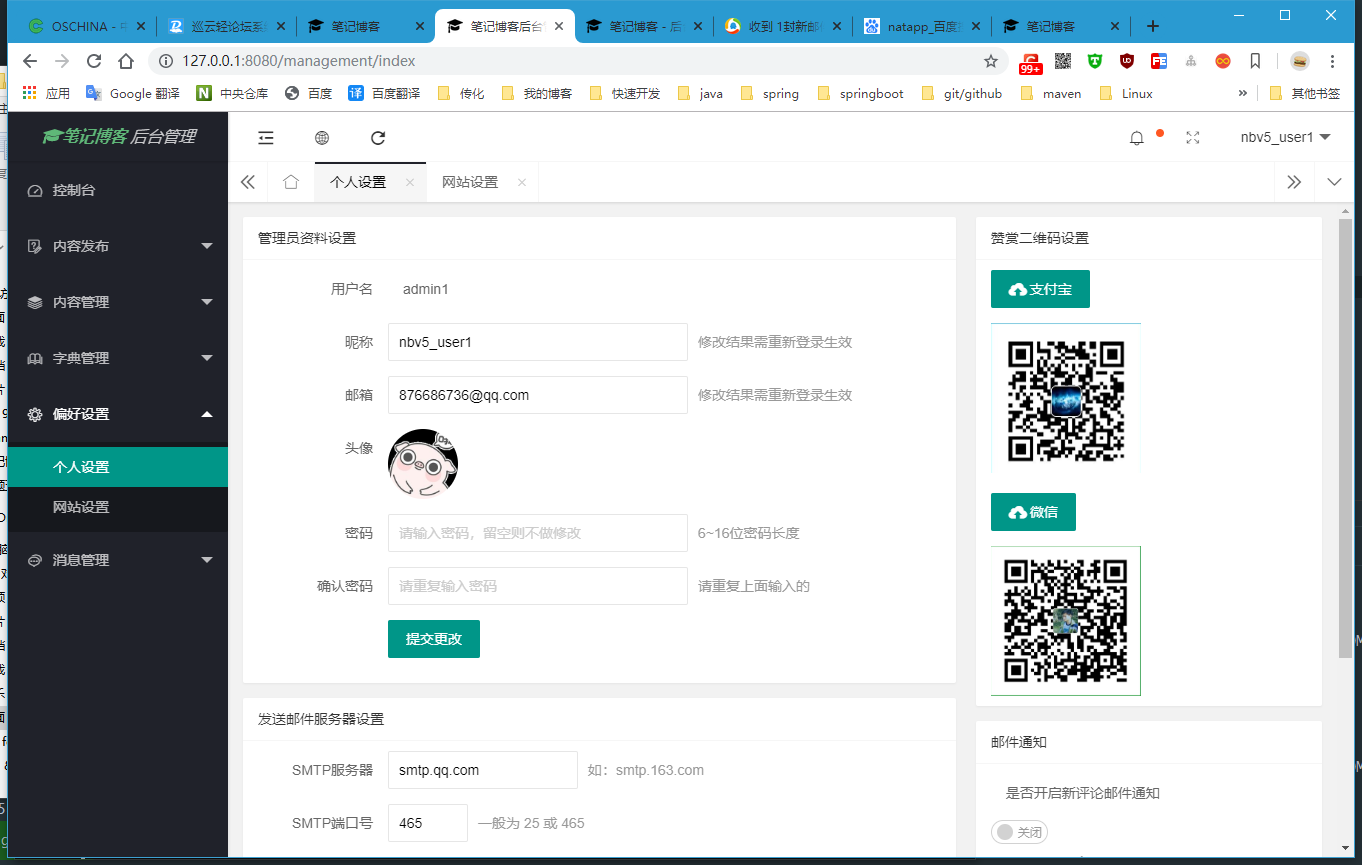 OSCHINA - 中
巡云轻论坛系
笔记博客
笔记博客后台
笔记博客 - 后
收到 1封新邮
natapp_百度
笔记博客
127.0.0.1:8080/management/index
99+
应用
Google 翻译
中央仓库
百度
译 百度翻译
传化
我的博客
快速开发
java
spring
springboot
git/github
maven
Linux
»
其他书签
笔记博客 后台管理
nbv5_user1
个人设置
网站设置
控制台
内容发布
内容管理
字典管理
偏好设置
个人设置
网站设置
消息管理
管理员资料设置
用户名 admin1
昵称 nbv5_user1 修改结果需重新登录生效
邮箱 876686736@qq.com 修改结果需重新登录生效
头像
密码 请输入密码，留空则不做修改 6~16位密码长度
确认密码 请重复输入密码 请重复上面输入的
提交更改
发送邮件服务器设置
SMTP服务器 smtp.qq.com 如：smtp.163.com
SMTP端口号 465 一般为 25 或 465
赞赏二维码设置
支付宝
微信
邮件通知
是否开启新评论邮件通知
关闭